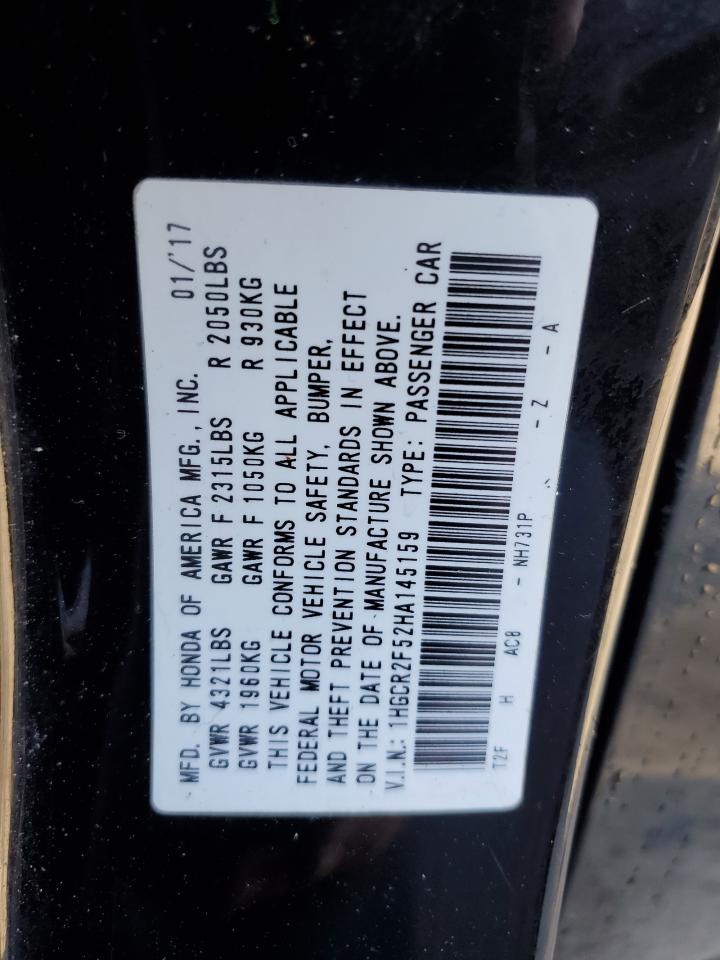 MFD. BY HONDA OF AMERICA MFG., INC. 01/'17
GVWR 4321LBS GAWR F 2315LBS R 2050LBS
GVWR 1960KG GAWR F 1050KG R 930KG
THIS VEHICLE CONFORMS TO ALL APPLICABLE
FEDERAL MOTOR VEHICLE SAFETY, BUMPER,
AND THEFT PREVENTION STANDARDS IN EFFECT
ON THE DATE OF MANUFACTURE SHOWN ABOVE.
V.I.N.: 1HGCR2F52HA145159 TYPE: PASSENGER CAR
T2F H AC8 - NH731P - Z - A